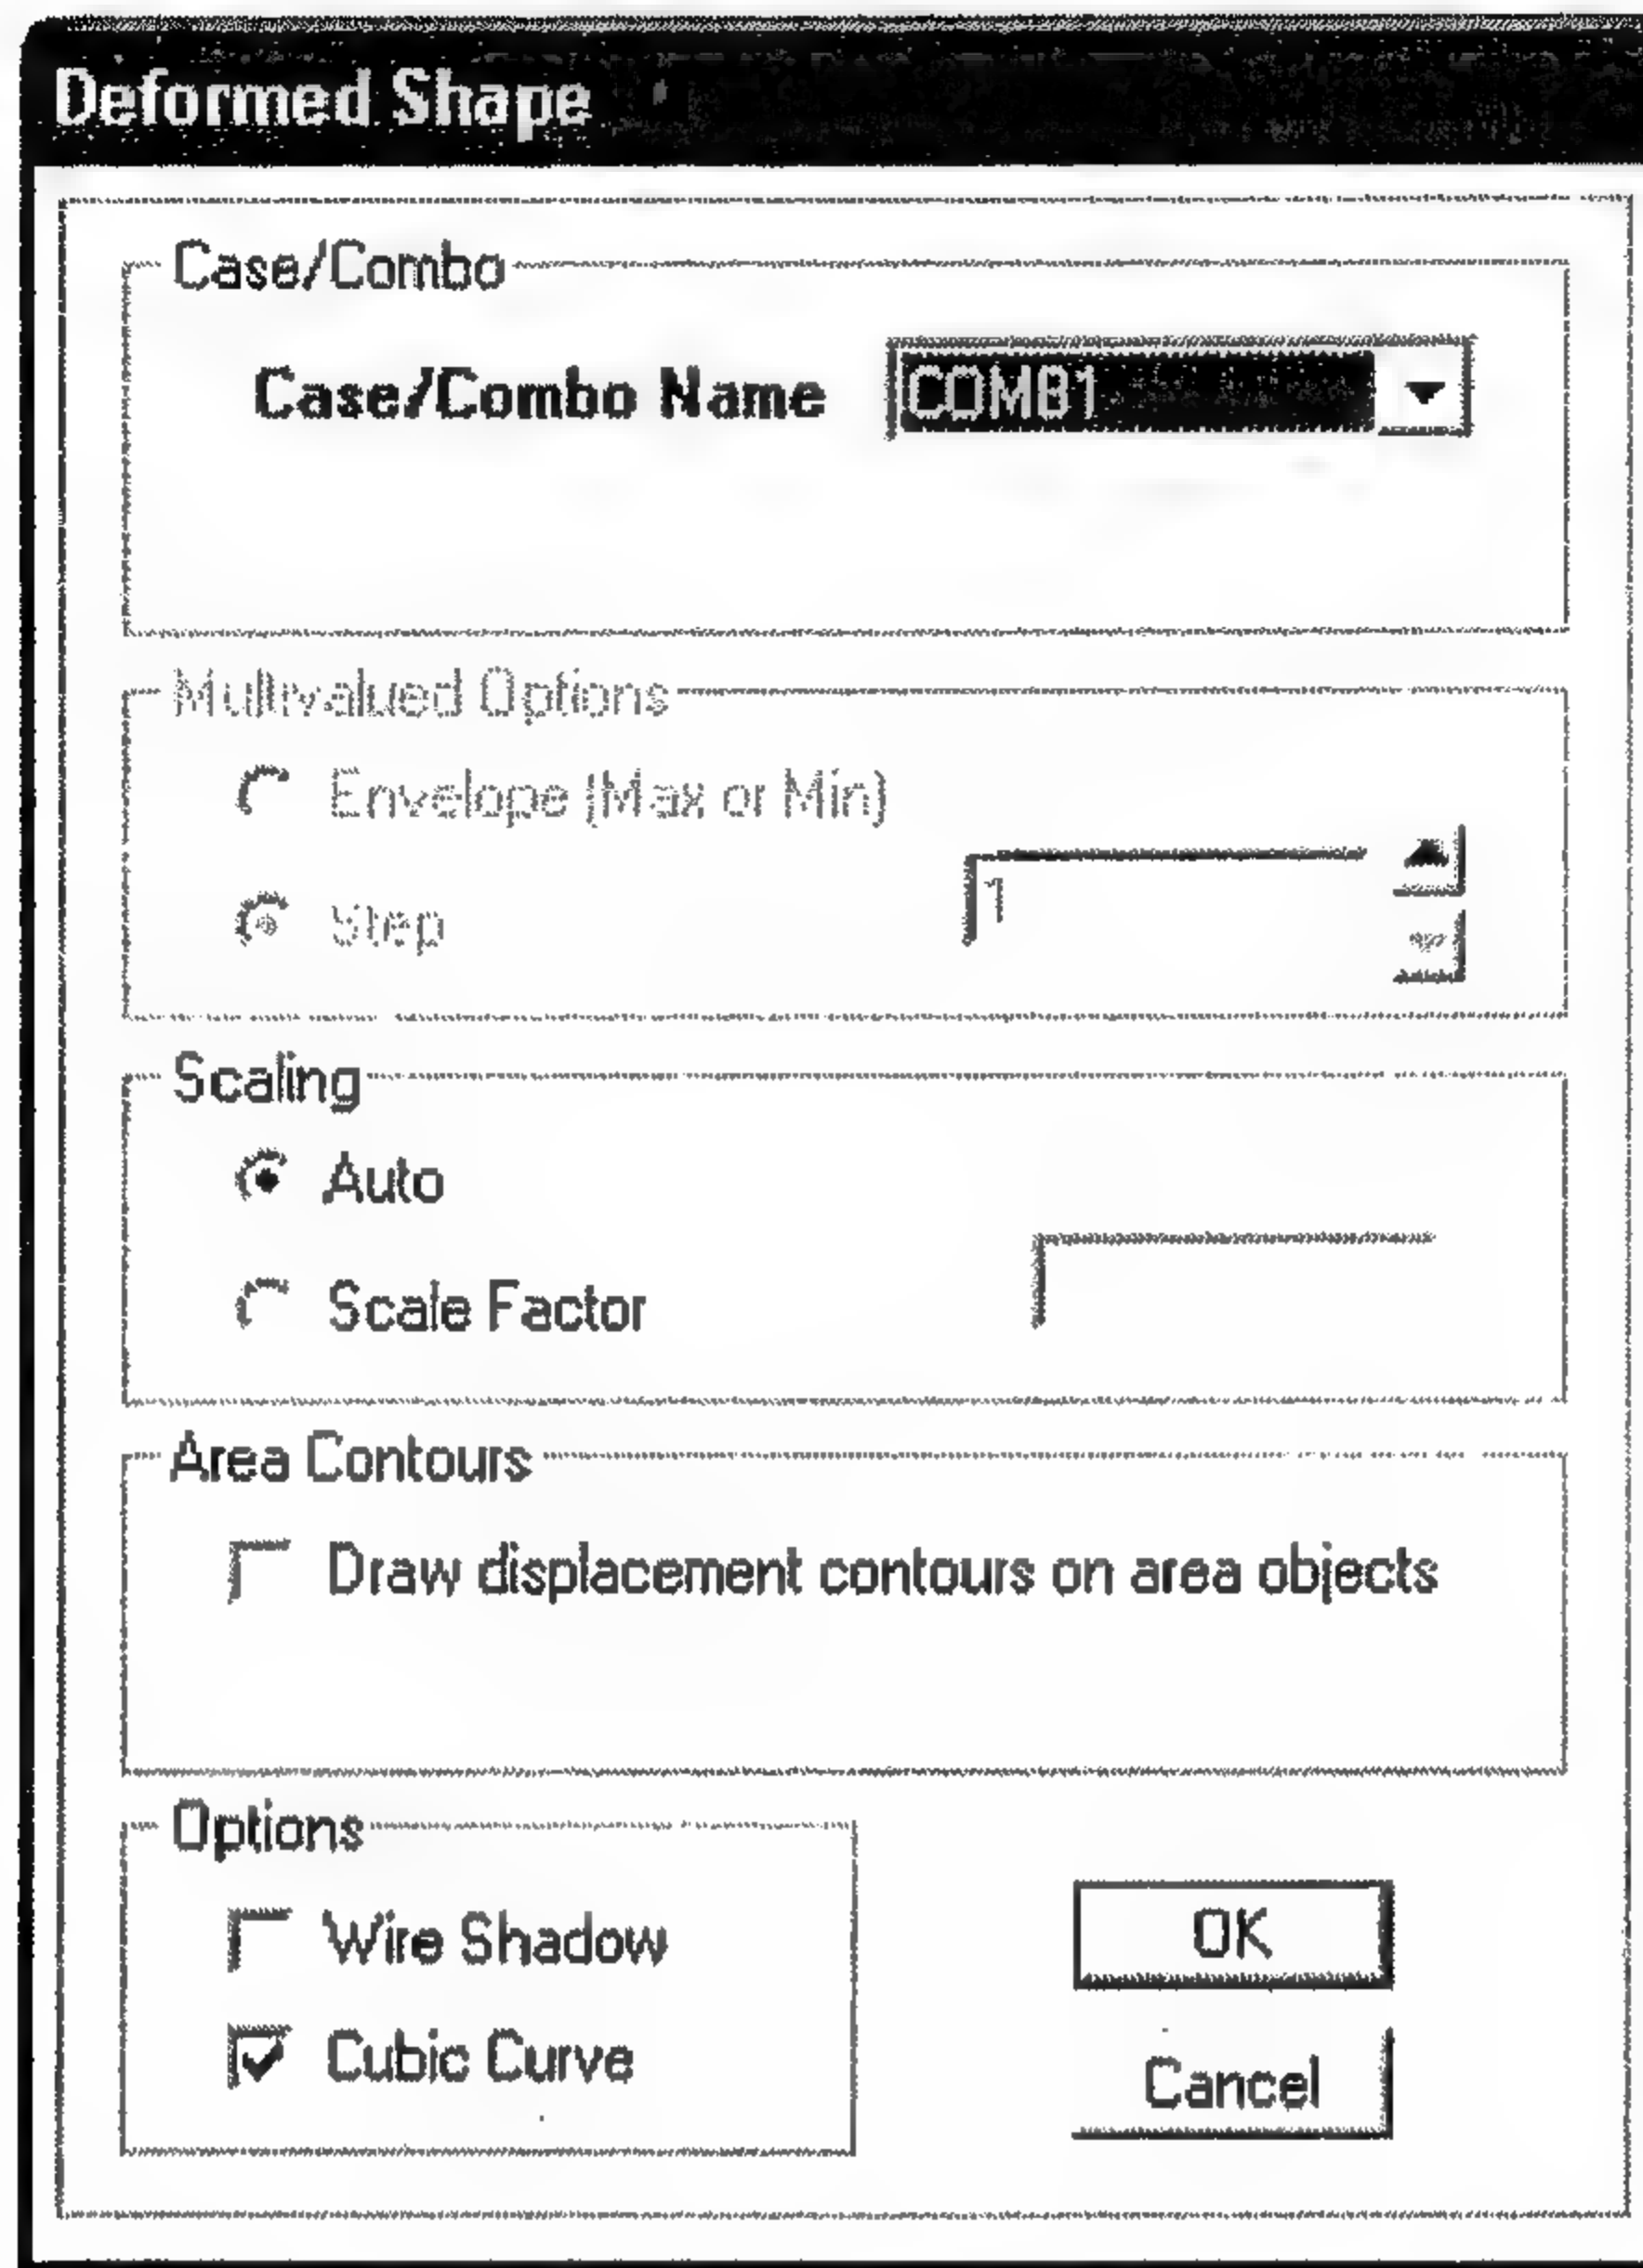 Deformed Shape
Case/Combo
Case/Combo Name COMB1
Multivalued Options
Envelope (Max or Min)
Step 1
Scaling
Auto
Scale Factor
Area Contours
Draw displacement contours on area objects
Options
Wire Shadow
OK
Cubic Curve
Cancel